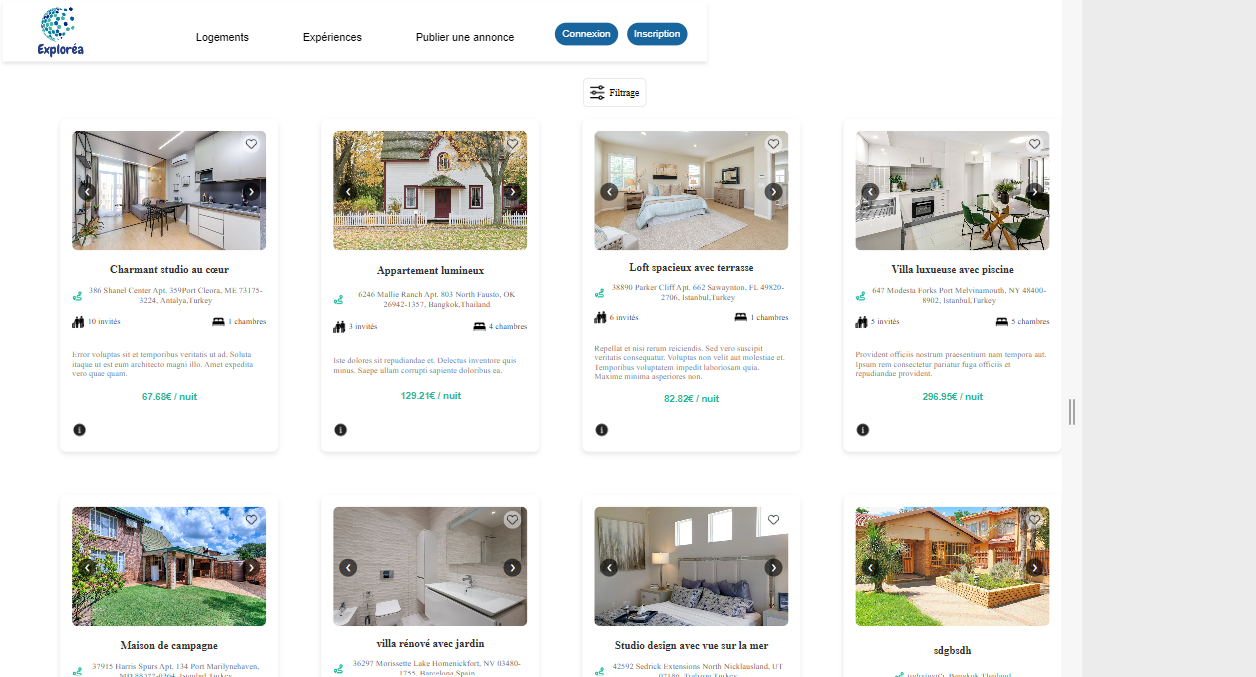 Exploréa
Logements
Expériences
Publier une annonce
Connexion
Inscription
Filtrage
Charmant studio au cœur
386 Shanel Center Apt. 359Port Cleora, ME 73175-
3224, Antalya,Turkey
10 invités
1 chambres
Error voluptas sit et temporibus veritatis ut ad. Soluta
itaque ut est eum architecto magni illo. Amet expedita
vero quae quam.
67.68€ / nuit
Appartement lumineux
6246 Mallie Ranch Apt. 803 North Fausto, OK
26942-1357, Bangkok,Thailand
3 invités
4 chambres
Iste dolores sit repudiandae et. Delectus inventore quis
minus. Saepe ullam corrupti sapiente doloribus ea.
129.21€ / nuit
Loft spacieux avec terrasse
38890 Parker Cliff Apt. 662 Sawaynton, FL 49820-
2706, Istanbul,Turkey
6 invités
1 chambres
Repellat et nisi rerum reiciendis. Sed vero suscipit
veritatis consequatur. Voluptas non velit aut molestiae et.
Temporibus voluptatem impedit laboriosam quia.
Maxime minima asperiores non.
82.82€ / nuit
Villa luxueuse avec piscine
647 Modesta Forks Port Melvinamouth, NY 48400-
8902, Istanbul,Turkey
5 invités
5 chambres
Provident officiis nostrum praesentium nam tempora aut.
Ipsum rem consectetur pariatur fuga officiis et
repudiandae provident.
296.95€ / nuit
Maison de campagne
37915 Harris Spurs Apt. 134 Port Marilynehaven,
MD 88577-0364, Istanbul,Turkey
villa rénové avec jardin
36297 Morissette Lake Homenickfort, NV 03480-
1755, Barcelona,Spain
Studio design avec vue sur la mer
42592 Sedrick Extensions North Nicklausland, UT
07186, Trabzon,Turkey
sdgbsdh
Bangkok,Thailand